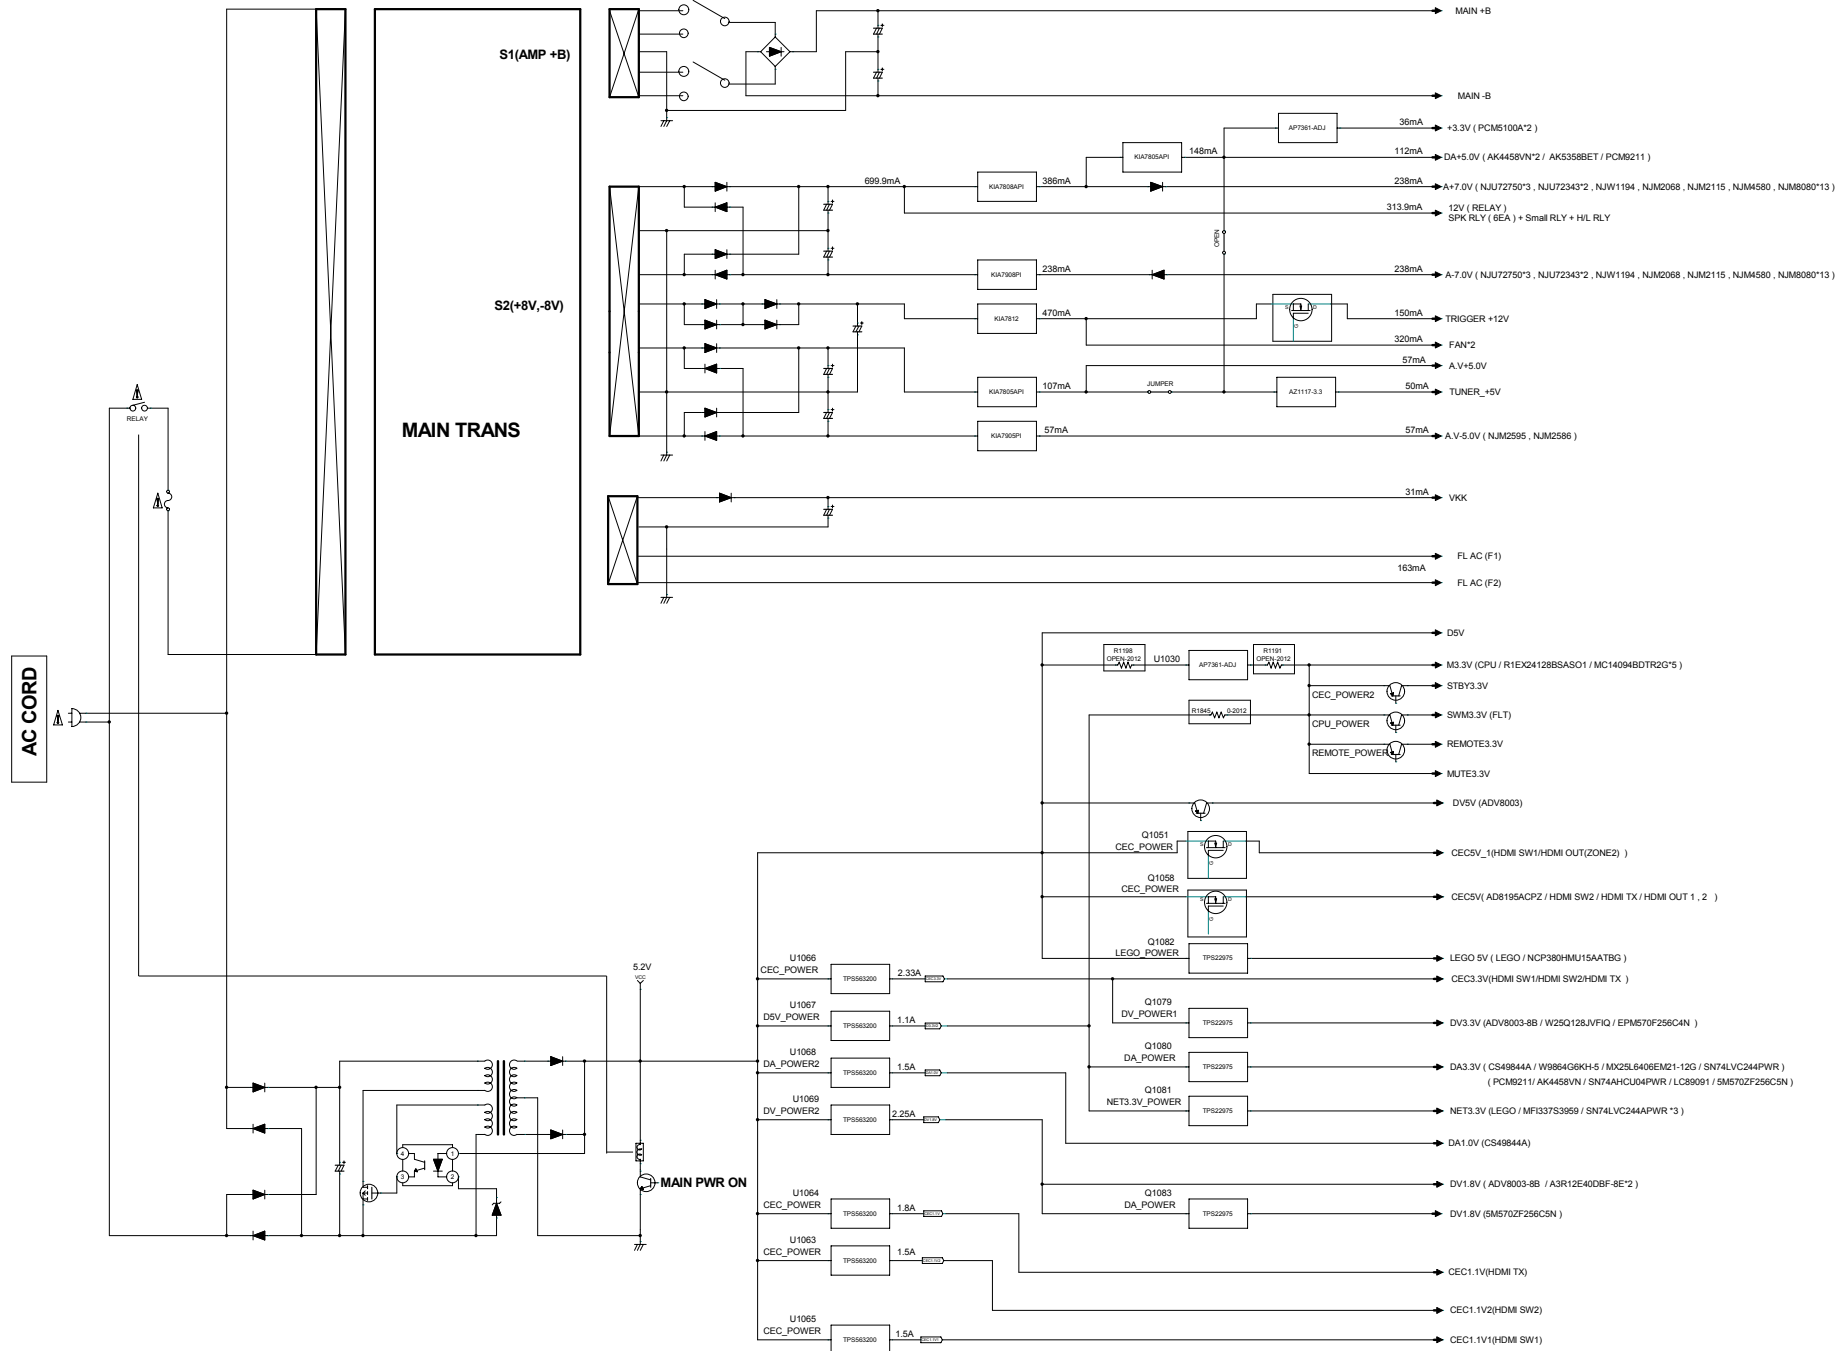 MAIN +B
S1(AMP +B)
MAIN -B
AP7361-ADJ
36mA
+3.3V ( PCM5100A*2 )
KIA7805API
148mA
112mA
DA+5.0V ( AK4458VN*2 / AK5358BET / PCM9211 )
699.9mA
KIA7808API
386mA
238mA
A+7.0V ( NJU72750*3 , NJU72343*2 , NJW1194 , NJM2068 , NJM2115 , NJM4580 , NJM8080*13 )
313.9mA
12V ( RELAY )
SPK RLY ( 6EA ) + Small RLY + H/L RLY
OPEN
KIA7908PI
238mA
238mA
A-7.0V ( NJU72750*3 , NJU72343*2 , NJW1194 , NJM2068 , NJM2115 , NJM4580 , NJM8080*13 )
S2(+8V,-8V)
S
D
G
KIA7812
470mA
150mA
TRIGGER +12V
320mA
FAN*2
57mA
A.V+5.0V
KIA7805API
107mA
JUMPER
AZ1117-3.3
50mA
TUNER_+5V
RELAY
MAIN TRANS
KIA7905PI
57mA
57mA
A.V-5.0V ( NJM2595 , NJM2586 )
31mA
VKK
FL AC (F1)
163mA
FL AC (F2)
D5V
R1198
OPEN-2012
U1030
AP7361-ADJ
R1191
OPEN-2012
M3.3V (CPU / R1EX24128BSASO1 / MC14094BDTR2G*5 )
STBY3.3V
CEC_POWER2
AC CORD
R1845
0-2012
SWM3.3V (FLT)
CPU_POWER
REMOTE3.3V
REMOTE_POWER
MUTE3.3V
DV5V (ADV8003)
Q1051
CEC_POWER
S
D
G
CEC5V_1(HDMI SW1/HDMI OUT(ZONE2) )
Q1058
CEC_POWER
S
D
G
CEC5V( AD8195ACPZ / HDMI SW2 / HDMI TX / HDMI OUT 1 , 2 )
Q1082
LEGO_POWER
TPS22975
LEGO 5V ( LEGO / NCP380HMU15AATBG )
5.2V
VCC
U1066
CEC_POWER
TPS563200
2.33A
CEC3.3V(HDMI SW1/HDMI SW2/HDMI TX )
Q1079
DV_POWER1
TPS22975
DV3.3V (ADV8003-8B / W25Q128JVFIQ / EPM570F256C4N )
U1067
D5V_POWER
TPS563200
1.1A
Q1080
DA_POWER
TPS22975
DA3.3V ( CS49844A / W9864G6KH-5 / MX25L6406EM21-12G / SN74LVC244PWR )
( PCM9211/ AK4458VN / SN74AHCU04PWR / LC89091 / 5M570ZF256C5N )
U1068
DA_POWER2
TPS563200
1.5A
Q1081
NET3.3V_POWER
TPS22975
NET3.3V (LEGO / MFI337S3959 / SN74LVC244APWR *3 )
U1069
DV_POWER2
TPS563200
2.25A
DA1.0V (CS49844A)
4
1
3
2
MAIN PWR ON
DV1.8V ( ADV8003-8B / A3R12E40DBF-8E*2 )
U1064
CEC_POWER
TPS563200
1.8A
Q1083
DA_POWER
TPS22975
DV1.8V (5M570ZF256C5N )
U1063
CEC_POWER
TPS563200
1.5A
CEC1.1V(HDMI TX)
CEC1.1V2(HDMI SW2)
U1065
CEC_POWER
TPS563200
1.5A
CEC1.1V1(HDMI SW1)